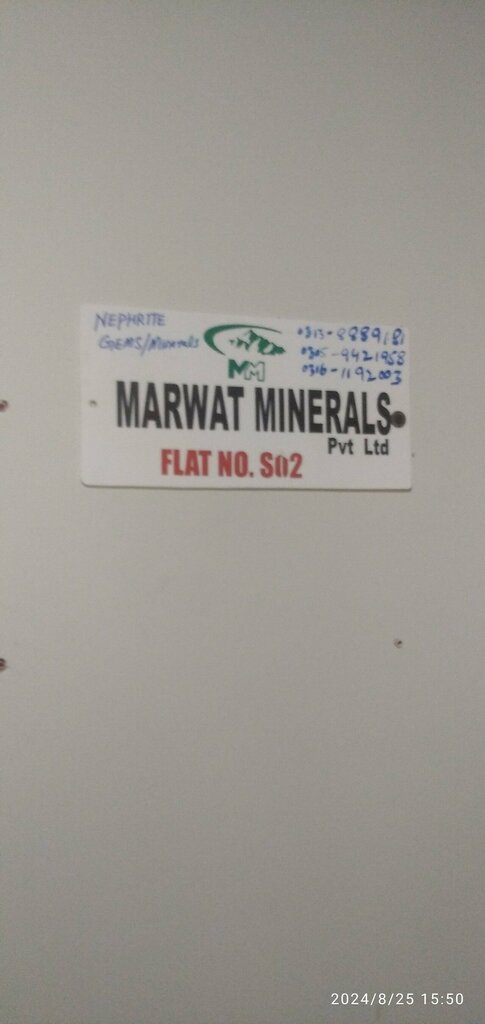 NEPHRITE
GEMS/Minerals
0313-8889181
0305-9421958
0316-1192003
MM
MARWAT MINERALS
Pvt Ltd
FLAT NO. S02
2024/8/25 15:50